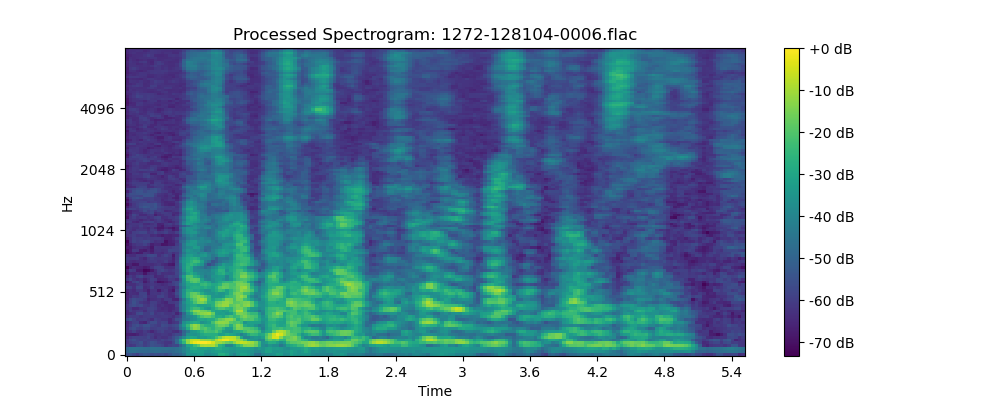 Processed Spectrogram: 1272-128104-0006.flac
+0 dB
-10 dB
-20 dB
-30 dB
-40 dB
-50 dB
-60 dB
-70 dB
4096
2048
1024
512
0
Hz
0 0.6 1.2 1.8 2.4 3 3.6 4.2 4.8 5.4
Time